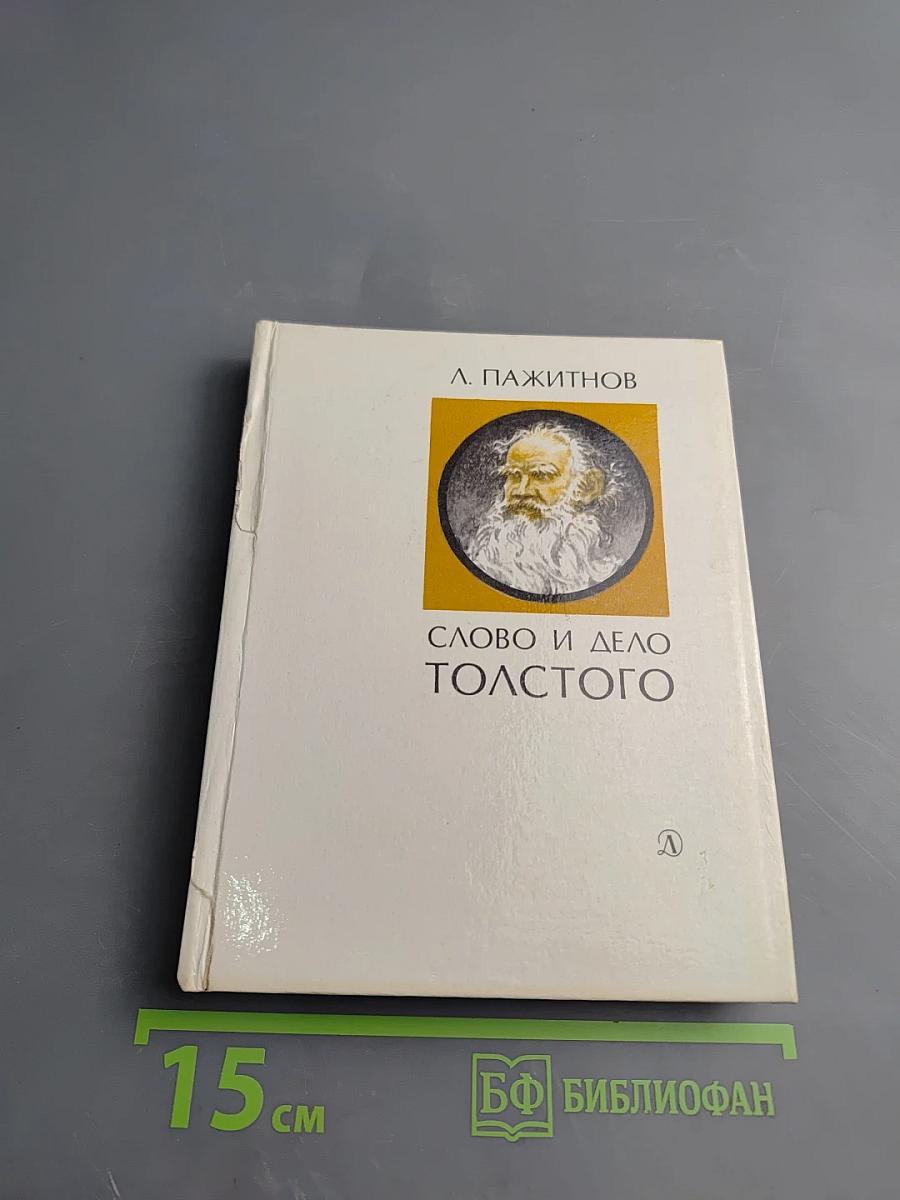 Л. ПАЖИТНОВ
СЛОВО И ДЕЛО
ТОЛСТОГО
Д
15 СМ
БФ БИБЛИОФАН